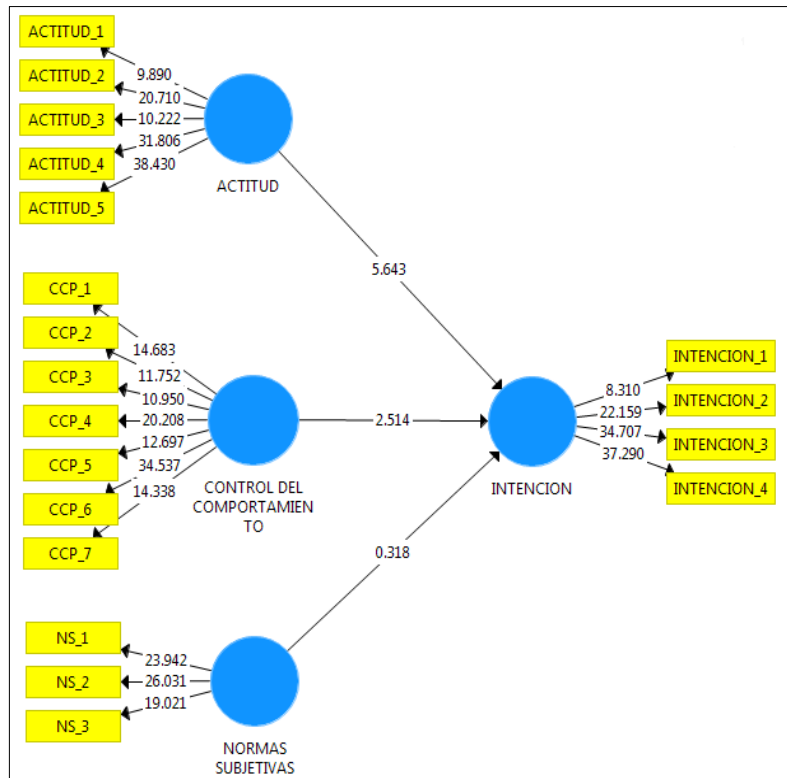 ACTITUD_1
ACTITUD_2
ACTITUD_3
ACTITUD_4
ACTITUD_5
9.890
20.710
10.222
31.806
38.430
ACTITUD
5.643
CCP_1
CCP_2
CCP_3
CCP_4
CCP_5
CCP_6
CCP_7
14.683
11.752
10.950
20.208
12.697
34.537
14.338
CONTROL DEL
COMPORTAMIEN
TO
2.514
INTENCION
8.310
22.159
34.707
37.290
INTENCION_1
INTENCION_2
INTENCION_3
INTENCION_4
0.318
NS_1
NS_2
NS_3
23.942
26.031
19.021
NORMAS
SUBJETIVAS